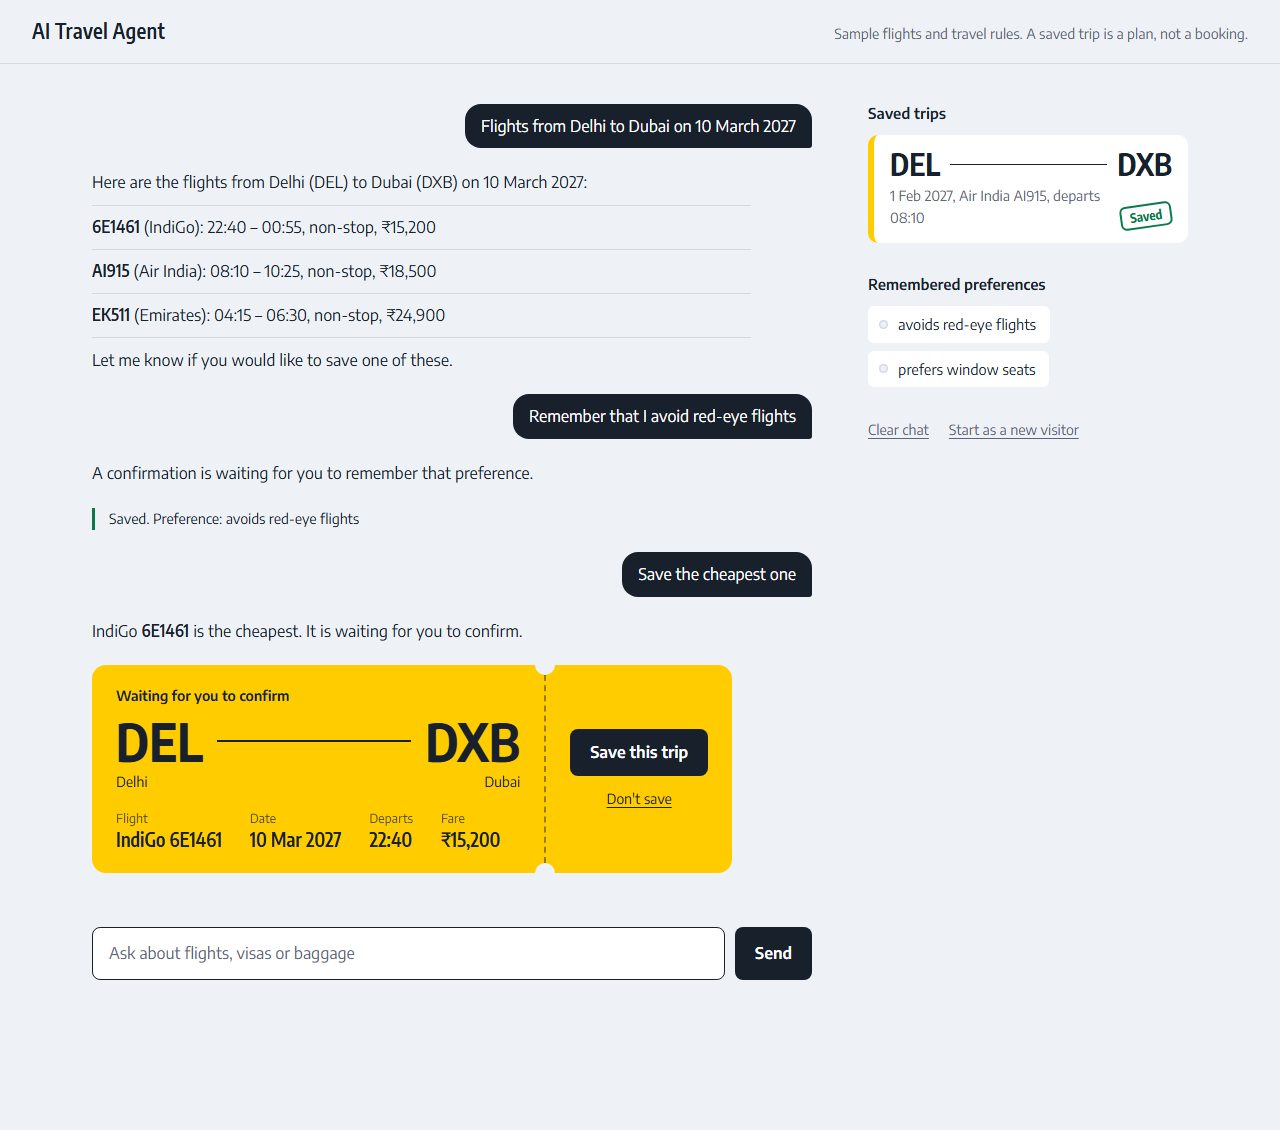 AI Travel Agent
Sample flights and travel rules. A saved trip is a plan, not a booking.
Flights from Delhi to Dubai on 10 March 2027
Here are the flights from Delhi (DEL) to Dubai (DXB) on 10 March 2027:
6E1461 (IndiGo): 22:40 – 00:55, non-stop, ₹15,200
AI915 (Air India): 08:10 – 10:25, non-stop, ₹18,500
EK511 (Emirates): 04:15 – 06:30, non-stop, ₹24,900
Let me know if you would like to save one of these.
Remember that I avoid red-eye flights
A confirmation is waiting for you to remember that preference.
Saved. Preference: avoids red-eye flights
Save the cheapest one
IndiGo 6E1461 is the cheapest. It is waiting for you to confirm.
Waiting for you to confirm
DEL DXB
Delhi Dubai
Flight Date Departs Fare
IndiGo 6E1461 10 Mar 2027 22:40 ₹15,200
Save this trip
Don't save
Ask about flights, visas or baggage
Send
Saved trips
DEL DXB
1 Feb 2027, Air India AI915, departs
08:10
Saved
Remembered preferences
avoids red-eye flights
prefers window seats
Clear chat Start as a new visitor